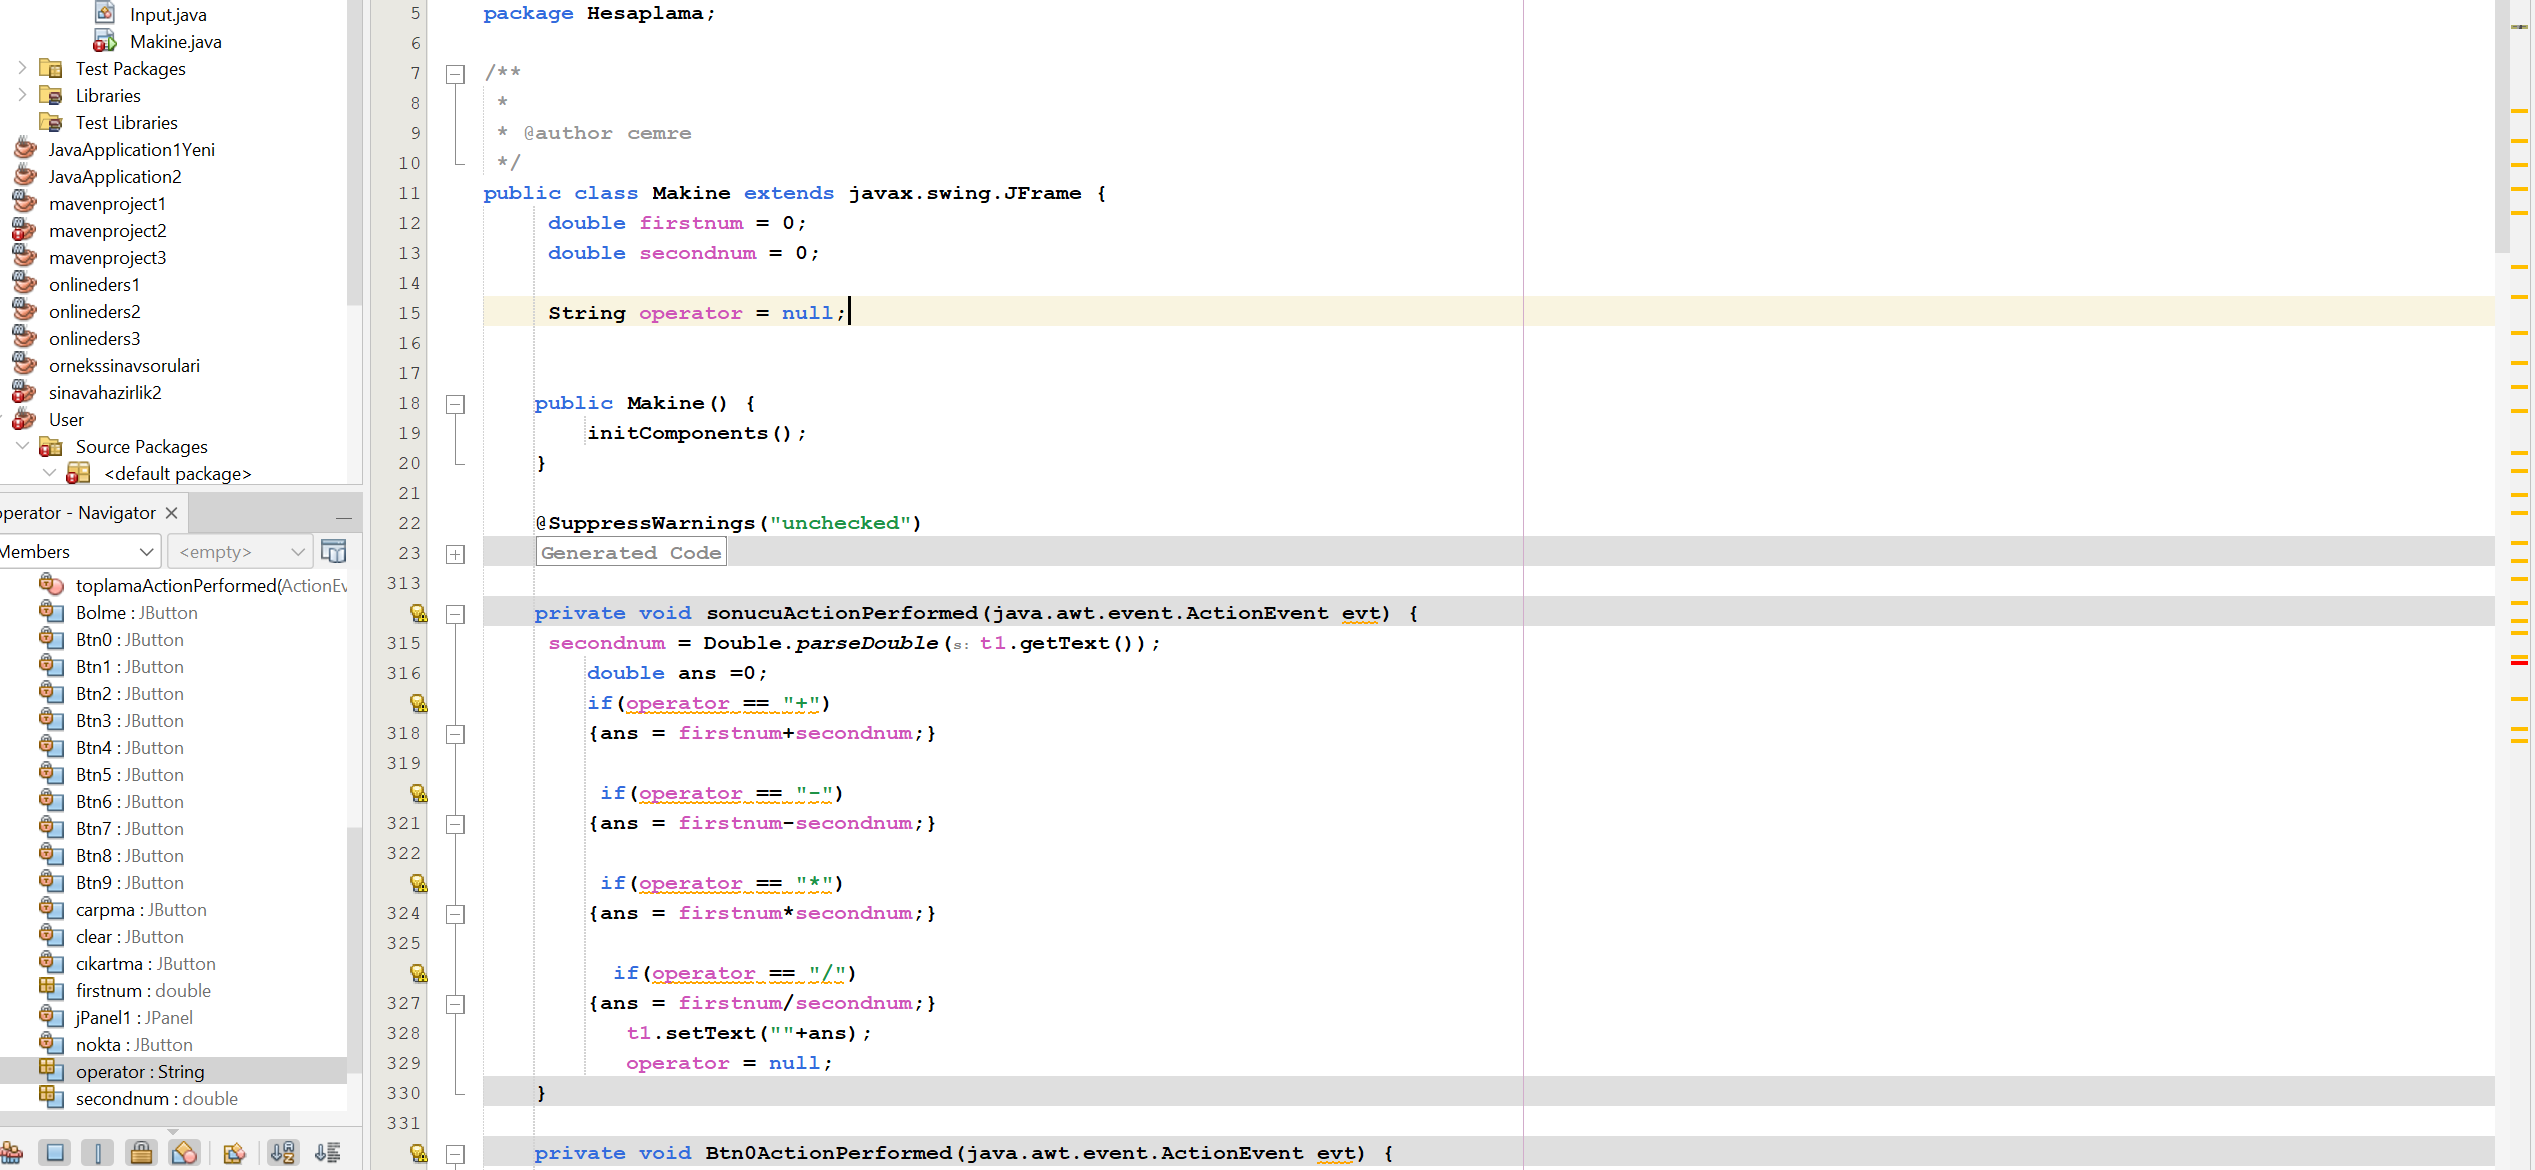 Input.java
Makine.java
Test Packages
Libraries
Test Libraries
JavaApplication1Yeni
JavaApplication2
mavenproject1
mavenproject2
mavenproject3
onlineders1
onlineders2
onlineders3
ornekssinavsorulari
sinavahazirlik2
User
Source Packages
<default package>
perator - Navigator
Members
<empty>
toplamaActionPerformed(ActionEv
Bolme : JButton
Btn0 : JButton
Btn1 : JButton
Btn2 : JButton
Btn3 : JButton
Btn4 : JButton
Btn5 : JButton
Btn6 : JButton
Btn7 : JButton
Btn8 : JButton
Btn9 : JButton
carpma : JButton
clear : JButton
cıkartma : JButton
firstnum : double
jPanel1 : JPanel
nokta : JButton
operator : String
secondnum : double
5 package Hesaplama;
6
7 /**
8 *
9 * @author cemre
10 */
11 public class Makine extends javax.swing.JFrame {
12 double firstnum = 0;
13 double secondnum = 0;
14
15 String operator = null;
16
17
18 public Makine() {
19 initComponents();
20 }
21
22 @SuppressWarnings("unchecked")
23 Generated Code
313
private void sonucuActionPerformed(java.awt.event.ActionEvent evt) {
315 secondnum = Double.parseDouble(s: t1.getText());
316 double ans =0;
if(operator == "+")
318 {ans = firstnum+secondnum;}
319
if(operator == "-")
321 {ans = firstnum-secondnum;}
322
if(operator == "*")
324 {ans = firstnum*secondnum;}
325
if(operator == "/")
327 {ans = firstnum/secondnum;}
328 t1.setText(""+ans);
329 operator = null;
330 }
331
private void Btn0ActionPerformed(java.awt.event.ActionEvent evt) {